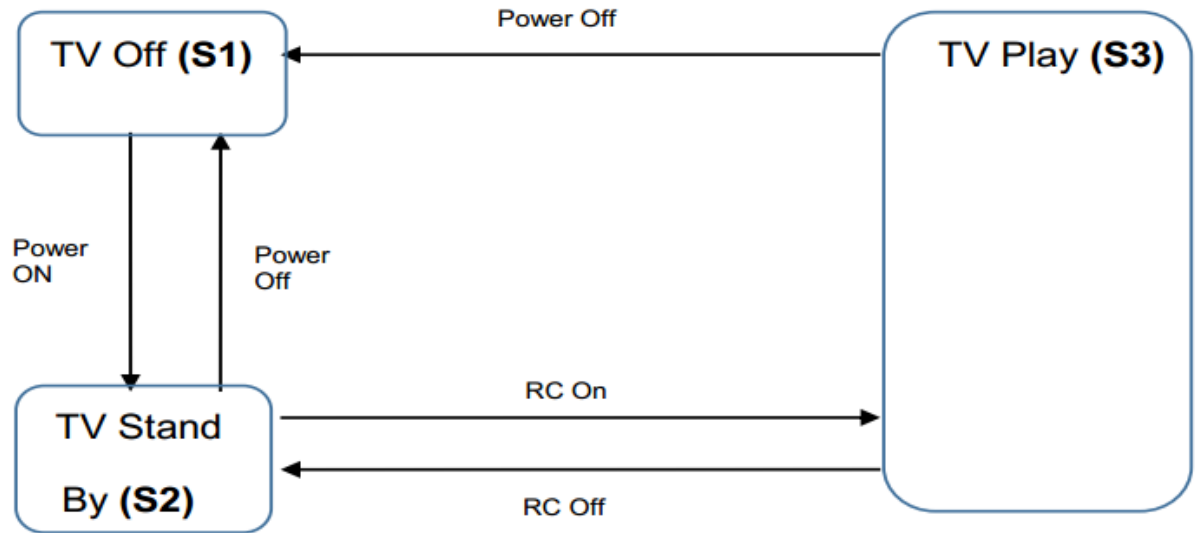 Power Off
TV Off (S1)
TV Play (S3)
Power
ON
Power
Off
RC On
TV Stand
By (S2)
RC Off